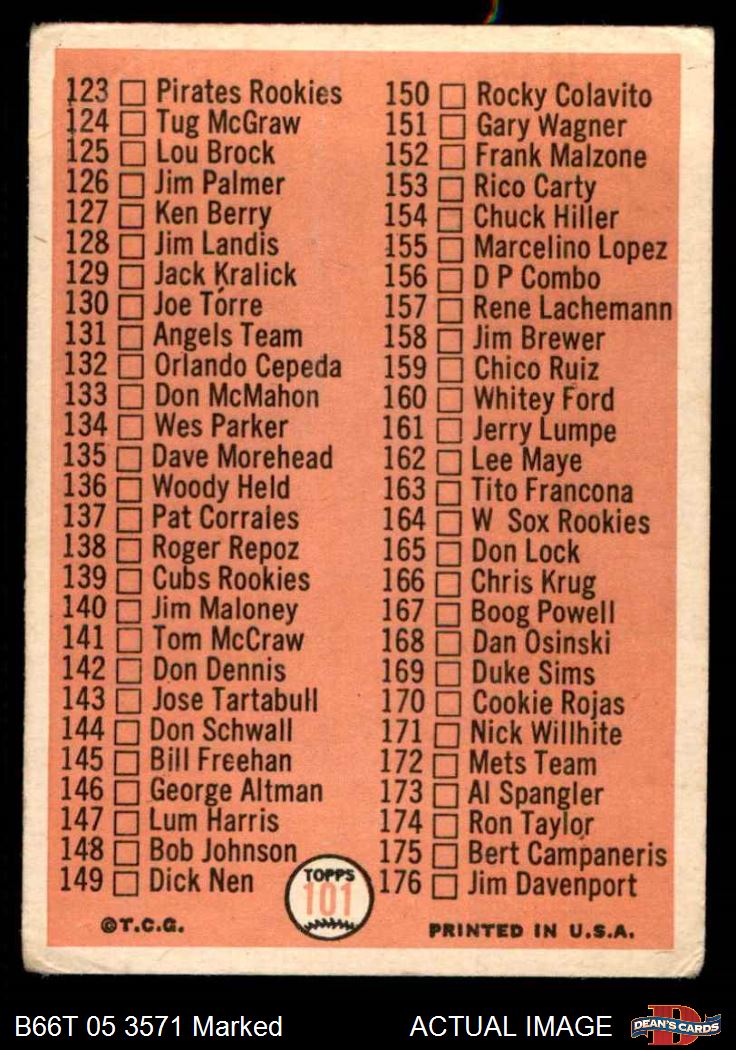 123 Pirates Rookies
124 Tug McGraw
125 Lou Brock
126 Jim Palmer
127 Ken Berry
128 Jim Landis
129 Jack Kralick
130 Joe Torre
131 Angels Team
132 Orlando Cepeda
133 Don McMahon
134 Wes Parker
135 Dave Morehead
136 Woody Held
137 Pat Corrales
138 Roger Repoz
139 Cubs Rookies
140 Jim Maloney
141 Tom McCraw
142 Don Dennis
143 Jose Tartabull
144 Don Schwall
145 Bill Freehan
146 George Altman
147 Lum Harris
148 Bob Johnson
149 Dick Nen
150 Rocky Colavito
151 Gary Wagner
152 Frank Malzone
153 Rico Carty
154 Chuck Hiller
155 Marcelino Lopez
156 D P Combo
157 Rene Lachemann
158 Jim Brewer
159 Chico Ruiz
160 Whitey Ford
161 Jerry Lumpe
162 Lee Maye
163 Tito Francona
164 W Sox Rookies
165 Don Lock
166 Chris Krug
167 Boog Powell
168 Dan Osinski
169 Duke Sims
170 Cookie Rojas
171 Nick Willhite
172 Mets Team
173 Al Spangler
174 Ron Taylor
175 Bert Campaneris
176 Jim Davenport
TOPPS
101
©T.C.G.
PRINTED IN U.S.A.
B66T 05 3571 Marked
ACTUAL IMAGE
D
DEAN'S CARDS